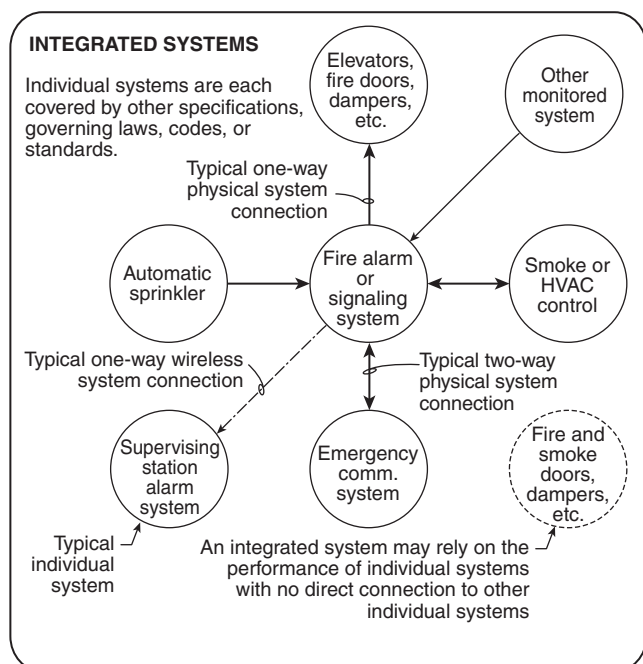 INTEGRATED SYSTEMS
Individual systems are each
covered by other specifications,
governing laws, codes, or
standards.
Elevators,
fire doors,
dampers,
etc.
Other
monitored
system
Typical one-way
physical system
connection
Automatic
sprinkler
Fire alarm
or
signaling
system
Smoke or
HVAC
control
Typical one-way wireless
system connection
Typical two-way
physical system
connection
Supervising
station
alarm
system
Emergency
comm.
system
Fire and
smoke
doors,
dampers,
etc.
Typical
individual
system
An integrated system may rely on the
performance of individual systems
with no direct connection to other
individual systems